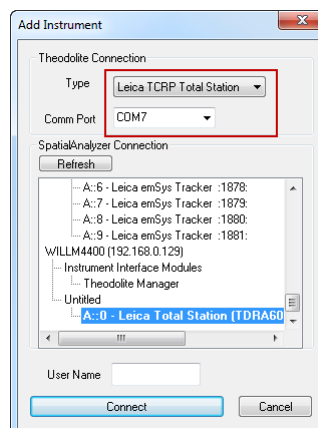 Add Instrument
Theodolite Connection
Type Leica TCRP Total Station
Comm Port COM7
SpatialAnalyzer Connection
Refresh
A::6 - Leica emSys Tracker :1878:
A::7 - Leica emSys Tracker :1879:
A::8 - Leica emSys Tracker :1880:
A::9 - Leica emSys Tracker :1881:
WILLM4400 (192.168.0.129)
Instrument Interface Modules
Theodolite Manager
Untitled
A::0 - Leica Total Station (TDRA60
User Name
Connect Cancel